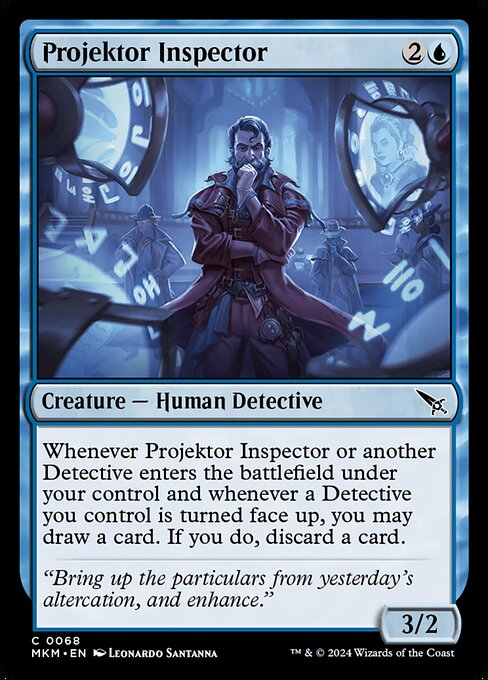 Projektor Inspector 2
Creature — Human Detective
Whenever Projektor Inspector or another
Detective enters the battlefield under
your control and whenever a Detective
you control is turned face up, you may
draw a card. If you do, discard a card.
“Bring up the particulars from yesterday’s
altercation, and enhance.”
3/2
C 0068
MKM • EN Leonardo Santanna
™ & © 2024 Wizards of the Coast